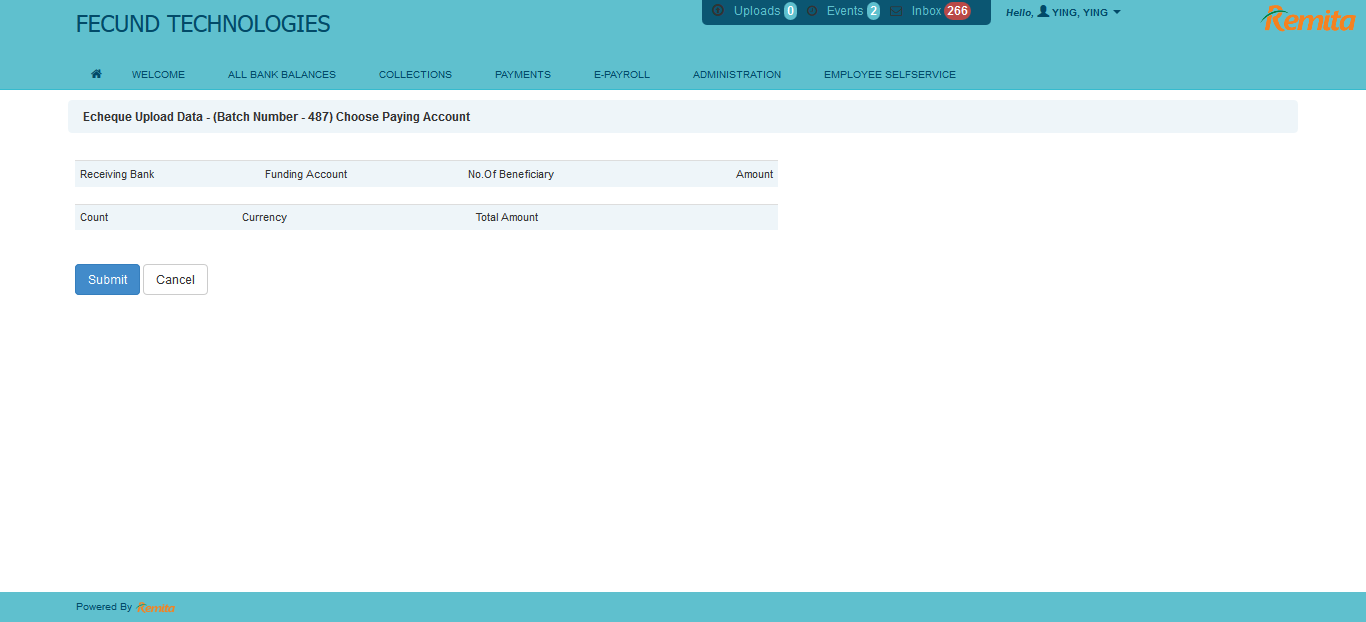 FECUND TECHNOLOGIES
Uploads 0 Events 2 Inbox 266
Hello, YING, YING
Remita
WELCOME ALL BANK BALANCES COLLECTIONS PAYMENTS E-PAYROLL ADMINISTRATION EMPLOYEE SELFSERVICE
Echeque Upload Data - (Batch Number - 487) Choose Paying Account
Receiving Bank Funding Account No.Of Beneficiary Amount
Count Currency Total Amount
Submit Cancel
Powered By Remita